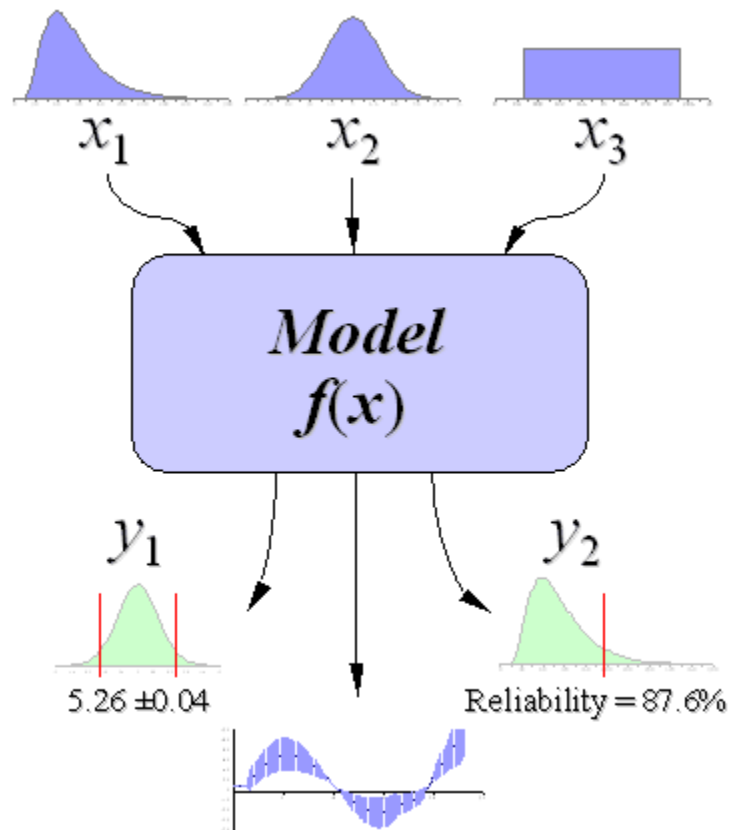 x₁ x₂ x₃
Model
f(x)
y₁ y₂
5.26 ±0.04 Reliability = 87.6%